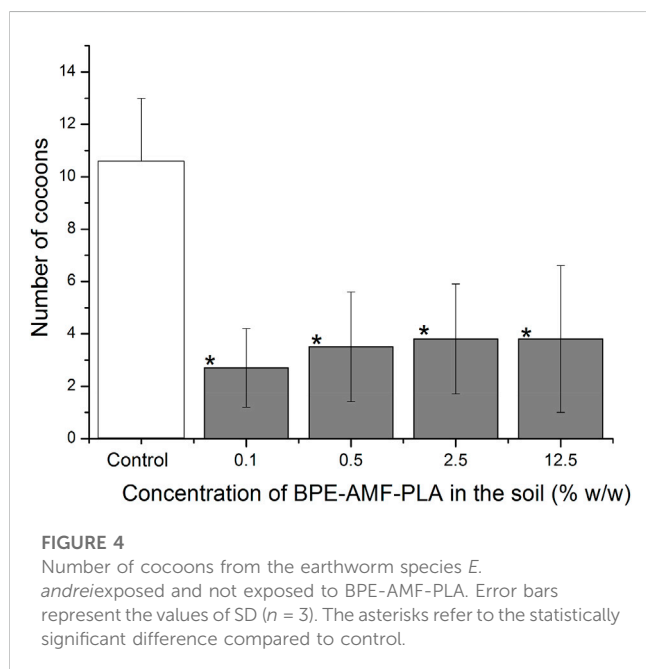 Number of cocoons
14
12
10
8
6
4
2
0
*
*
*
*
Control
0.1
0.5
2.5
12.5
Concentration of BPE-AMF-PLA in the soil (% w/w)
FIGURE 4
Number of cocoons from the earthworm species E.
andreiexposed and not exposed to BPE-AMF-PLA. Error bars
represent the values of SD (n = 3). The asterisks refer to the statistically
significant difference compared to control.